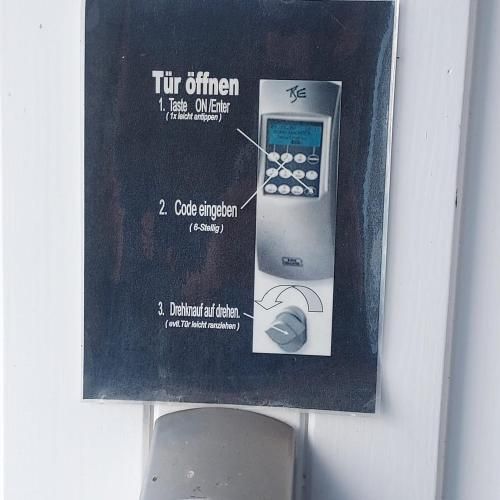 Tür öffnen
1. Taste ON/Enter
(1x leicht antippen)
2. Code eingeben
(6-Stellig)
3. Drehknauf auf drehen.
(evtl.Tür leicht ranziehen)